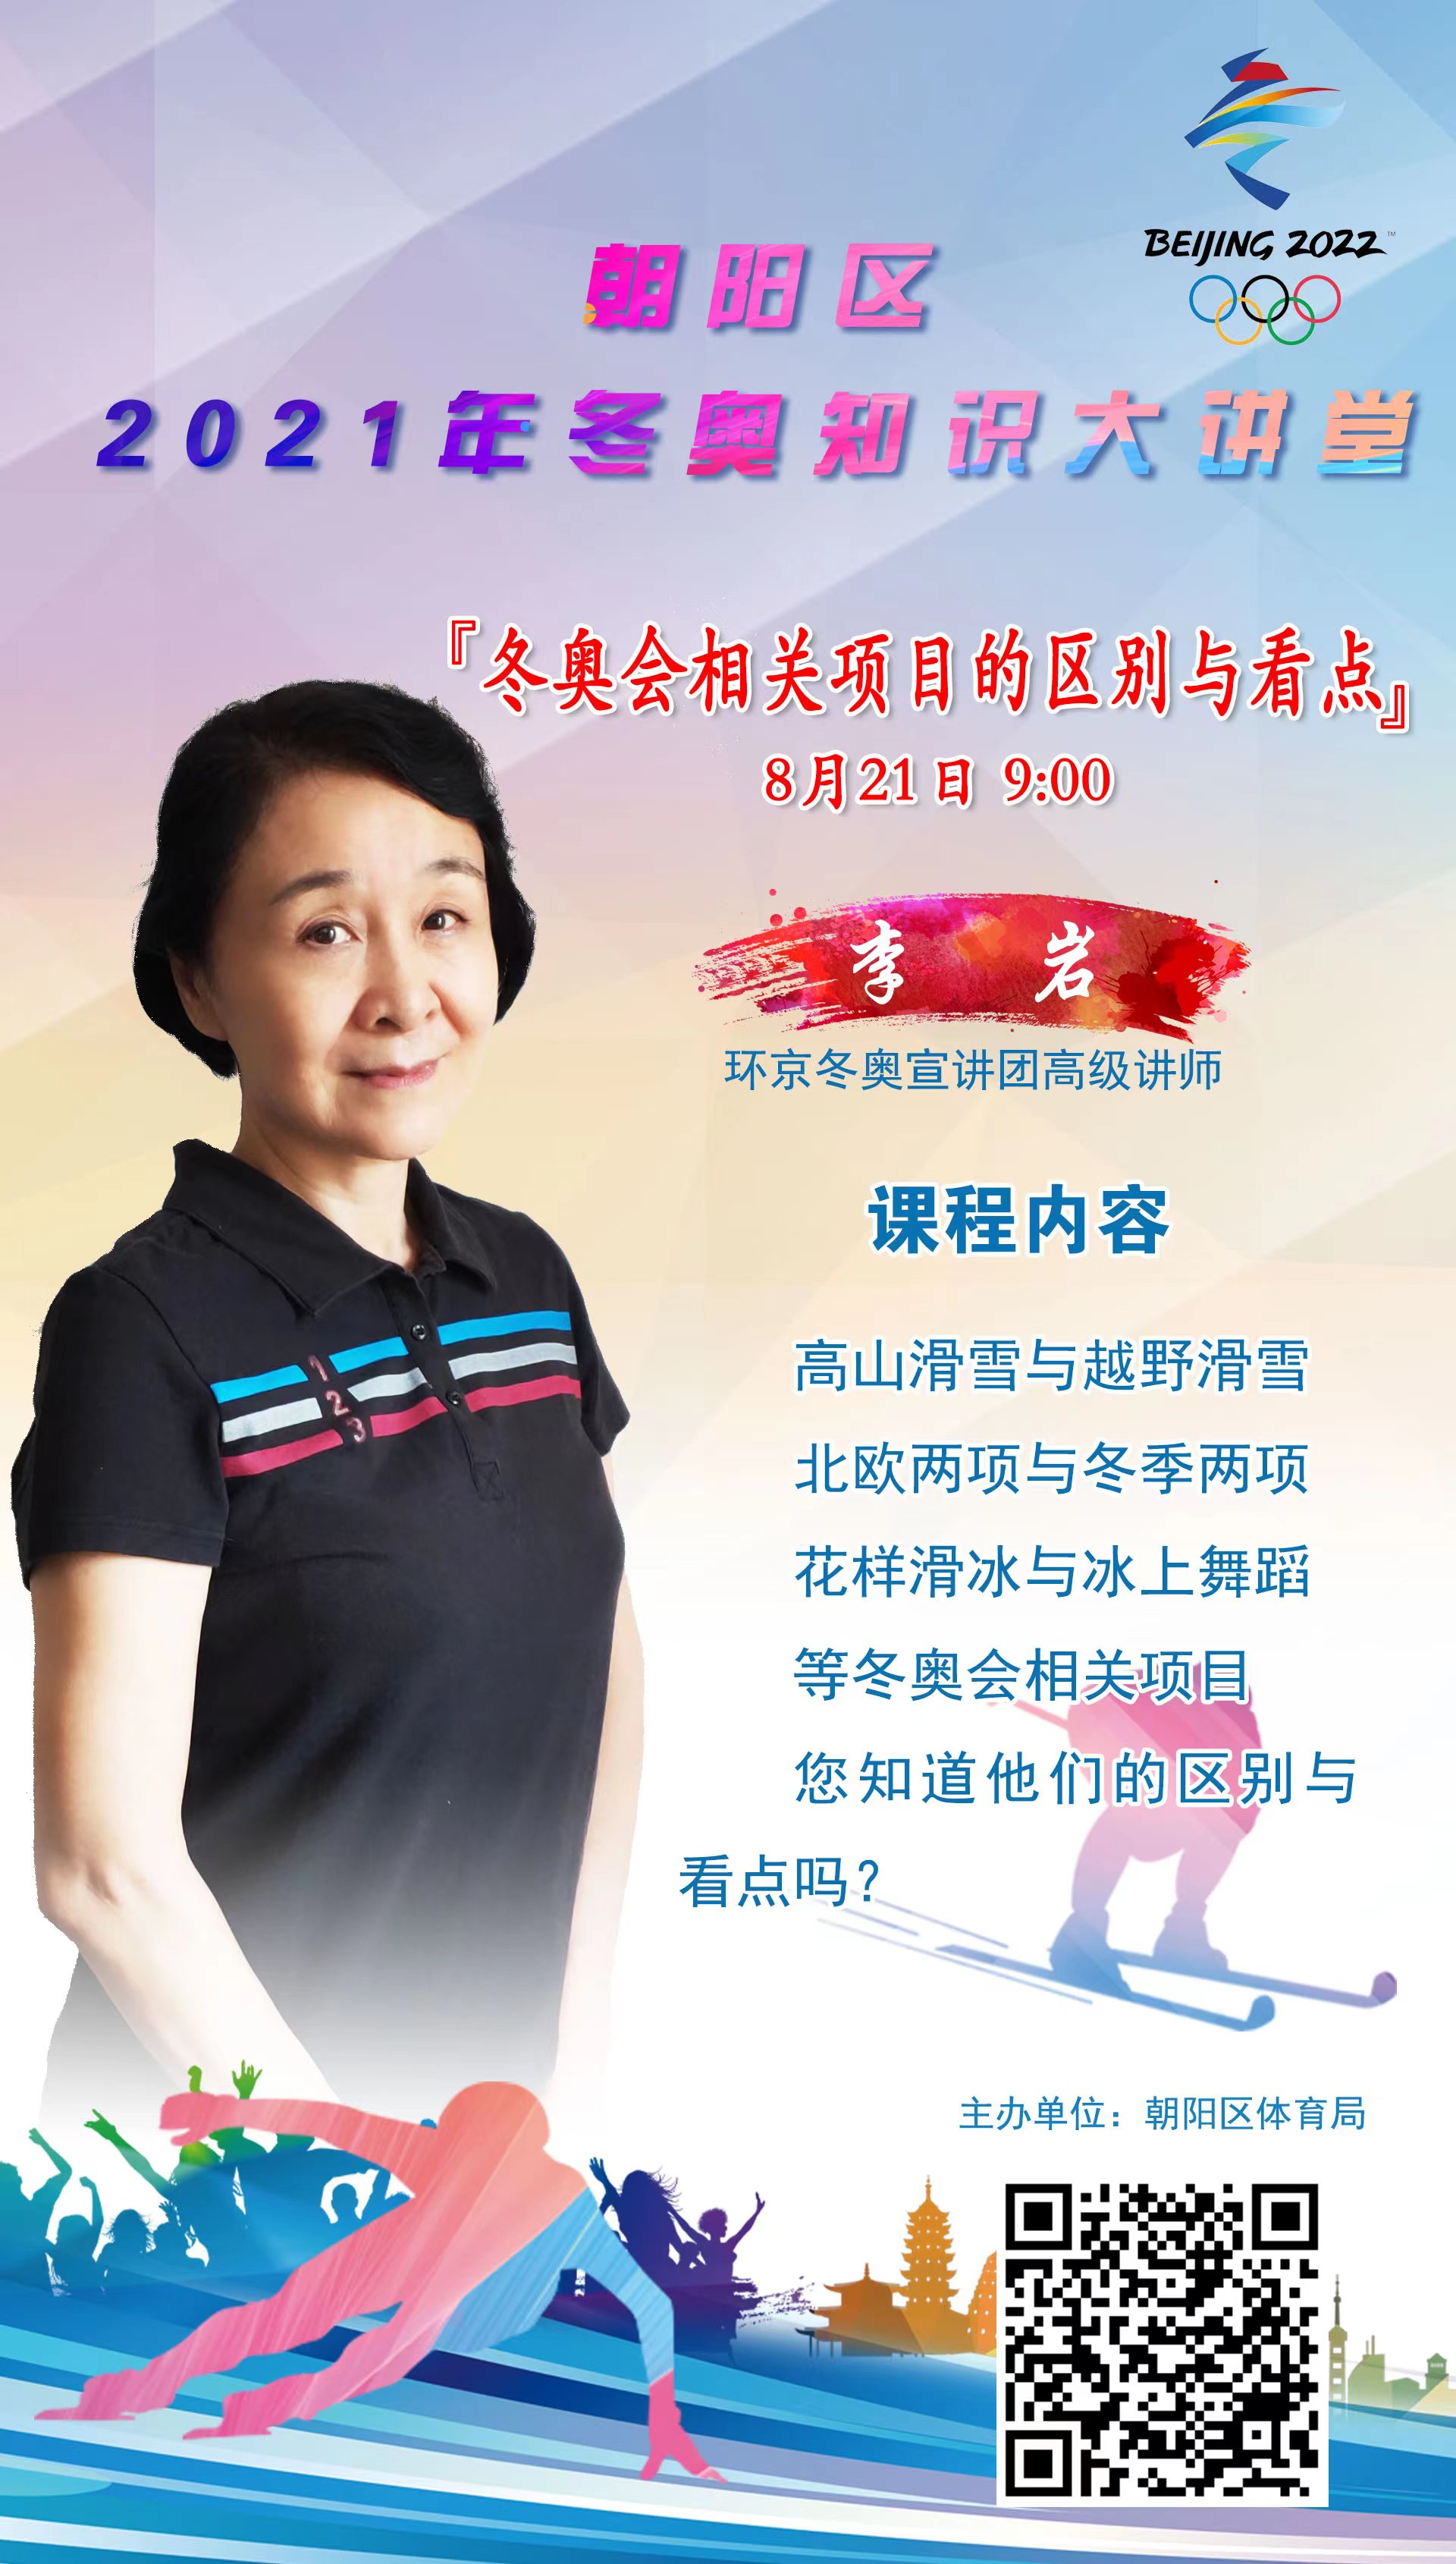 BEIJING 2022™
朝阳区
2021年冬奥知识大讲堂
『冬奥会相关项目的区别与看点』
8月21日 9:00
李 岩
环京冬奥宣讲团高级讲师
课程内容
1
2
3
高山滑雪与越野滑雪
北欧两项与冬季两项
花样滑冰与冰上舞蹈
等冬奥会相关项目
您知道他们的区别与
看点吗?
主办单位：朝阳区体育局